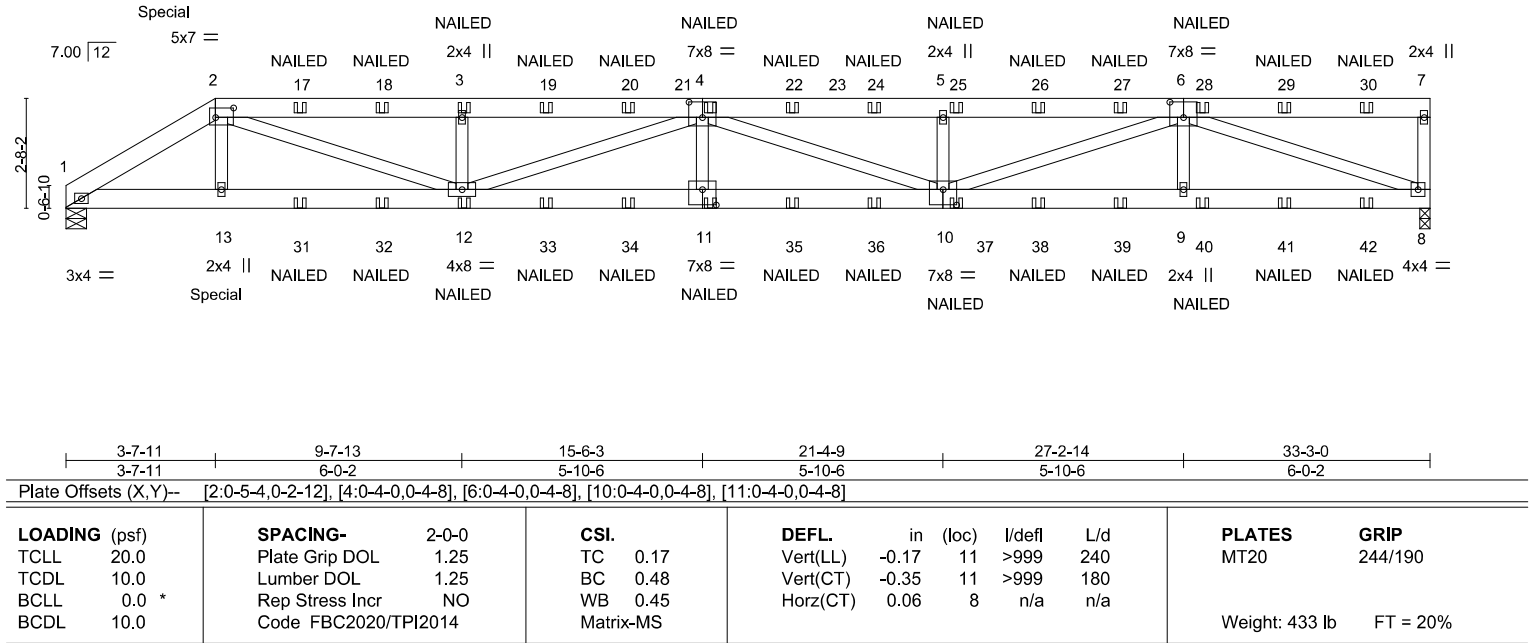 Special
5x7 =
7.00 12
NAILED NAILED NAILED NAILED
2x4 || 7x8 = 2x4 || 7x8 = 2x4 ||
NAILED NAILED NAILED NAILED NAILED NAILED NAILED NAILED NAILED NAILED
2 17 18 3 19 20 21 4 22 23 24 5 25 26 27 6 28 29 30 7
2-8-2
1
0-6-10
13 31 32 12 33 34 11 35 36 10 37 38 39 9 40 41 42 8
3x4 = 2x4 || NAILED NAILED 4x8 = NAILED NAILED 7x8 = NAILED NAILED 7x8 = NAILED NAILED 2x4 || NAILED NAILED 4x4 =
Special NAILED NAILED NAILED NAILED
3-7-11 9-7-13 15-6-3 21-4-9 27-2-14 33-3-0
3-7-11 6-0-2 5-10-6 5-10-6 5-10-6 6-0-2
Plate Offsets (X,Y)-- [2:0-5-4,0-2-12], [4:0-4-0,0-4-8], [6:0-4-0,0-4-8], [10:0-4-0,0-4-8], [11:0-4-0,0-4-8]
LOADING (psf)
TCLL 20.0
TCDL 10.0
BCLL 0.0 *
BCDL 10.0
SPACING- 2-0-0
Plate Grip DOL 1.25
Lumber DOL 1.25
Rep Stress Incr NO
Code FBC2020/TPI2014
CSI.
TC 0.17
BC 0.48
WB 0.45
Matrix-MS
DEFL. in (loc) l/defl L/d
Vert(LL) -0.17 11 >999 240
Vert(CT) -0.35 11 >999 180
Horz(CT) 0.06 8 n/a n/a
PLATES GRIP
MT20 244/190
Weight: 433 lb FT = 20%